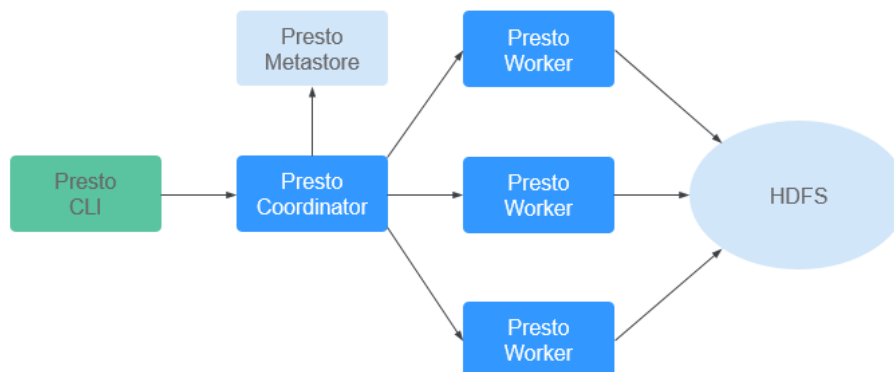 Presto
Metastore
Presto
Worker
Presto
CLI
Presto
Coordinator
Presto
Worker
HDFS
Presto
Worker